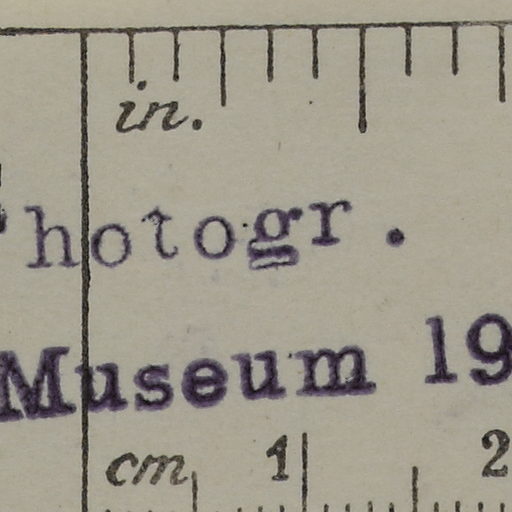 in.
hotogr.
Museum 19
cm 1 2